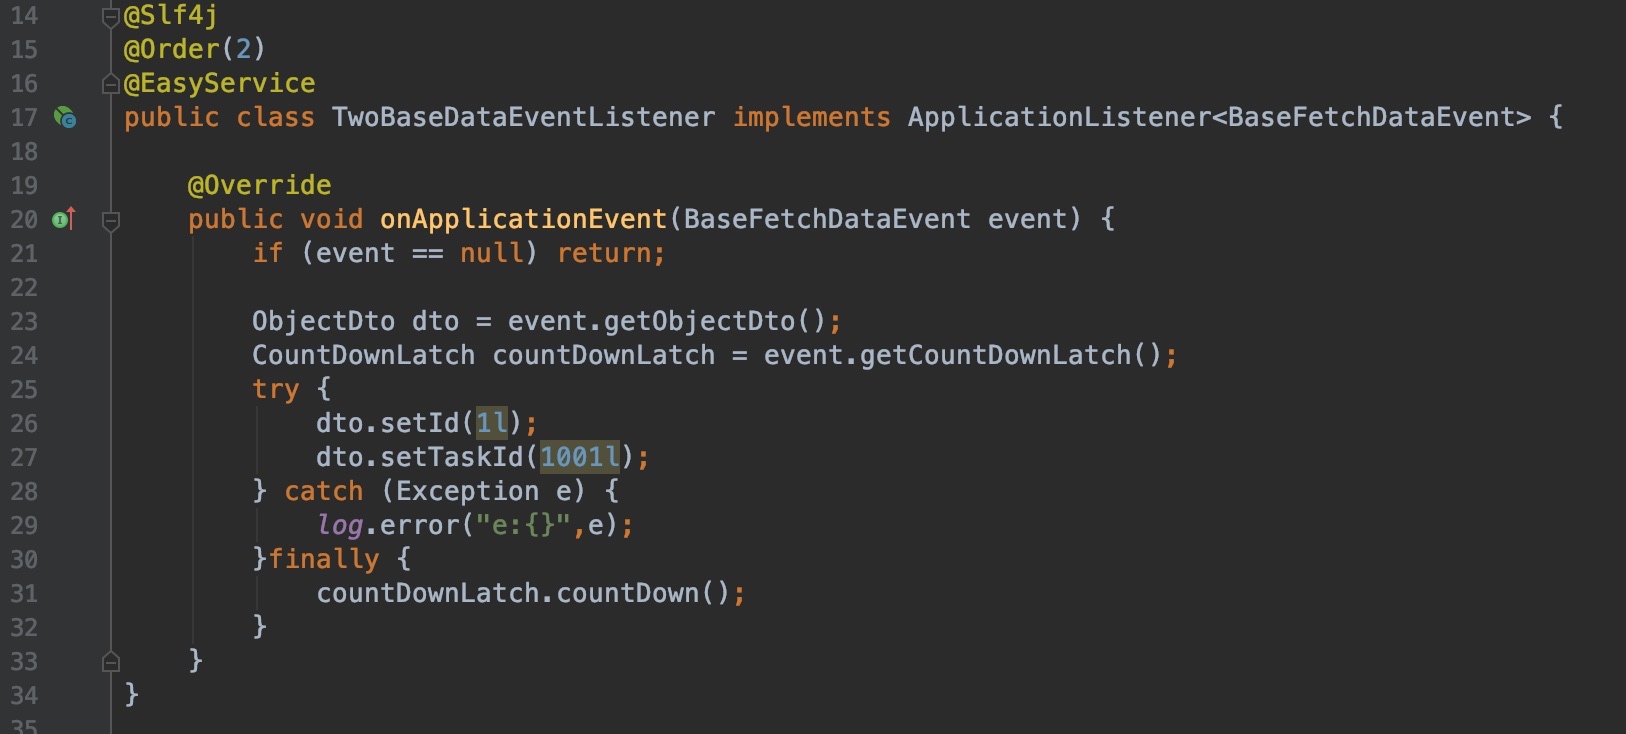 14 @Slf4j
15 @Order(2)
16 @EasyService
17 public class TwoBaseDataEventListener implements ApplicationListener<BaseFetchDataEvent> {
18
19     @Override
20     public void onApplicationEvent(BaseFetchDataEvent event) {
21         if (event == null) return;
22
23         ObjectDto dto = event.getObjectDto();
24         CountDownLatch countDownLatch = event.getCountDownLatch();
25         try {
26             dto.setId(1l);
27             dto.setTaskId(1001l);
28         } catch (Exception e) {
29             log.error("e:{}",e);
30         }finally {
31             countDownLatch.countDown();
32         }
33     }
34 }
35